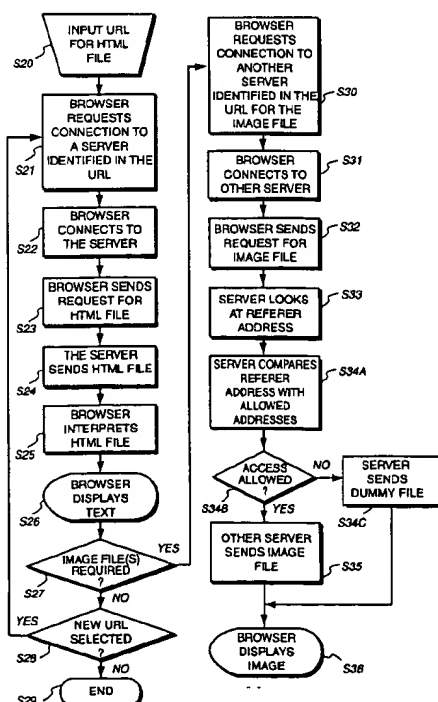 INPUT URL
FOR HTML
FILE
S20
BROWSER
REQUESTS
CONNECTION TO
A SERVER
IDENTIFIED IN THE
URL
S21
BROWSER
CONNECTS TO
THE SERVER
S22
BROWSER SENDS
REQUEST FOR
HTML FILE
S23
THE SERVER
SENDS HTML FILE
S24
BROWSER
INTERPRETS
HTML FILE
S25
BROWSER
DISPLAYS
TEXT
S26
IMAGE FILE(S)
REQUIRED
?
YES
S27
NO
YES
NEW URL
SELECTED
?
S28
NO
END
S29
BROWSER
REQUESTS
CONNECTION TO
ANOTHER
SERVER
IDENTIFIED IN THE
URL FOR THE
IMAGE FILE
S30
BROWSER
CONNECTS TO
OTHER SERVER
S31
BROWSER SENDS
REQUEST FOR
IMAGE FILE
S32
SERVER LOOKS
AT REFERER
ADDRESS
S33
SERVER COMPARES
REFERER
ADDRESS WITH
ALLOWED
ADDRESSES
S34A
ACCESS
ALLOWED
?
S34B
NO
SERVER
SENDS
DUMMY FILE
S34C
YES
OTHER SERVER
SENDS IMAGE
FILE
S35
BROWSER
DISPLAYS
IMAGE
S36